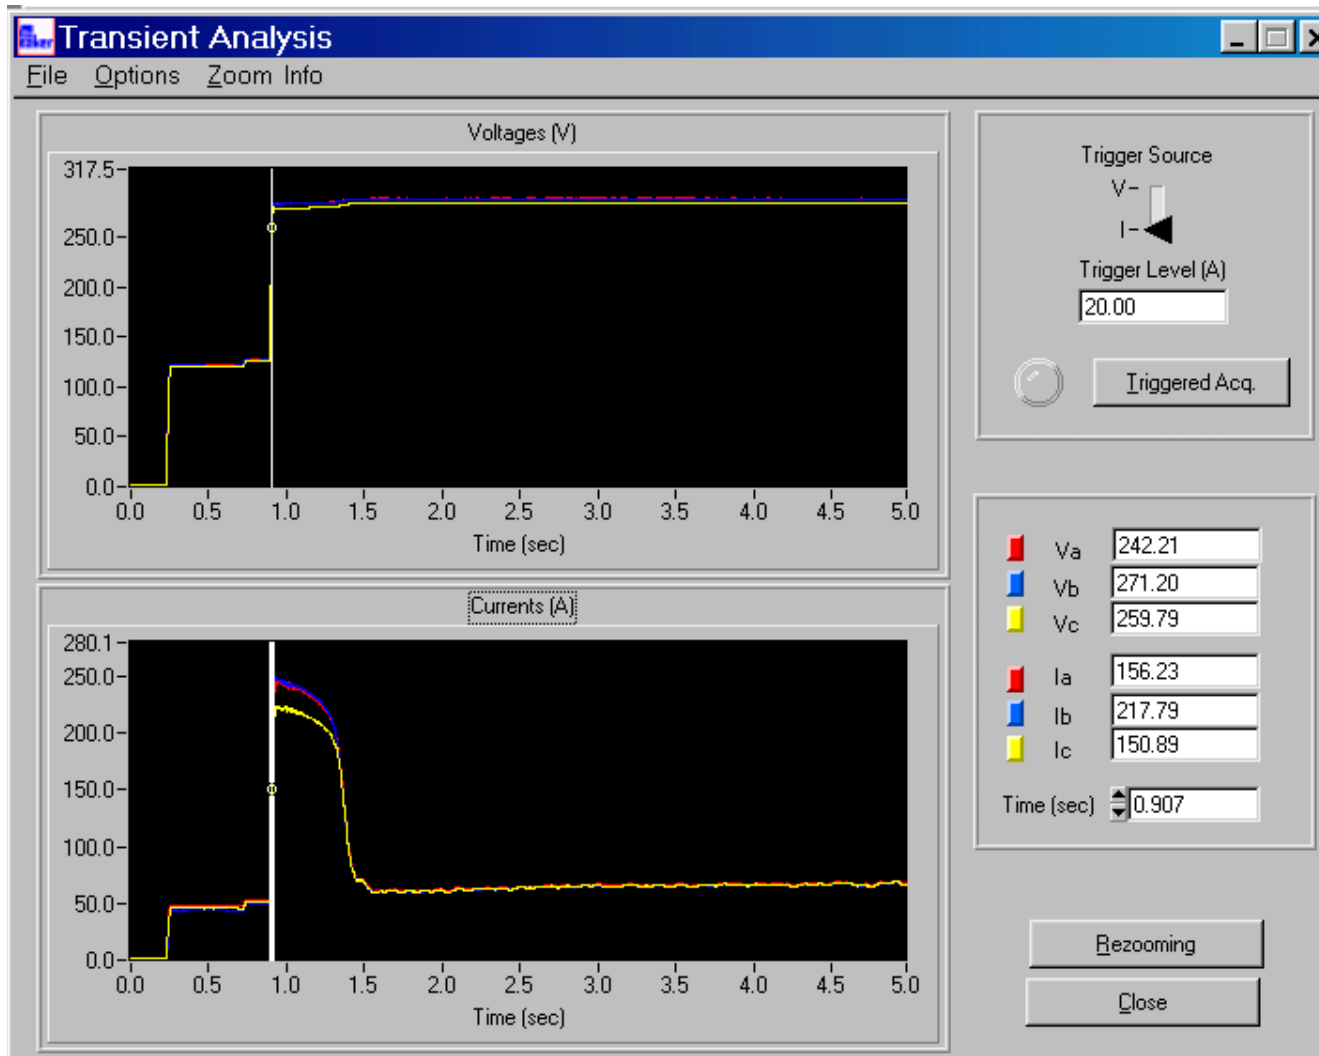 Transient Analysis
File Options Zoom Info
Voltages (V)
317.5
250.0
200.0
150.0
100.0
50.0
0.0
0.0 0.5 1.0 1.5 2.0 2.5 3.0 3.5 4.0 4.5 5.0
Time (sec)
Currents (A)
280.1
250.0
200.0
150.0
100.0
50.0
0.0
0.0 0.5 1.0 1.5 2.0 2.5 3.0 3.5 4.0 4.5 5.0
Time (sec)
Trigger Source
V
I
Trigger Level (A)
20.00
Triggered Acq.
Va 242.21
Vb 271.20
Vc 259.79
Ia 156.23
Ib 217.79
Ic 150.89
Time (sec) 0.907
Rezooming
Close